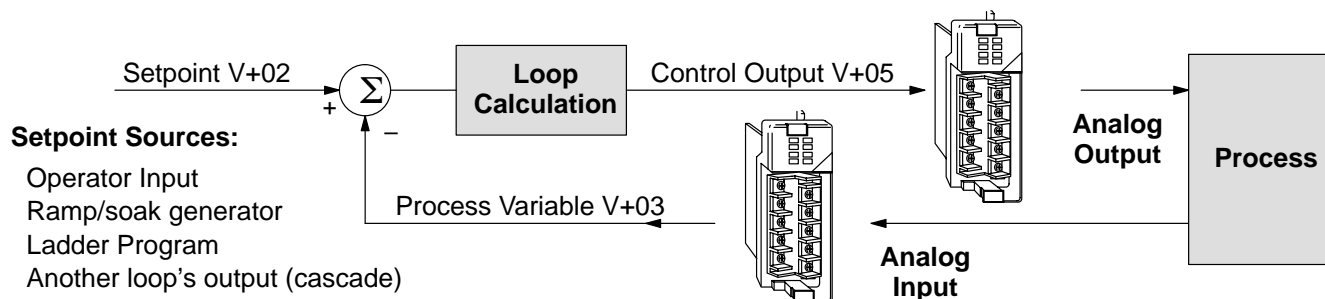 Setpoint V+02
+
Σ
−
Loop
Calculation
Control Output V+05
Analog
Output
Process
Setpoint Sources:
Operator Input
Ramp/soak generator
Ladder Program
Another loop's output (cascade)
Process Variable V+03
Analog
Input